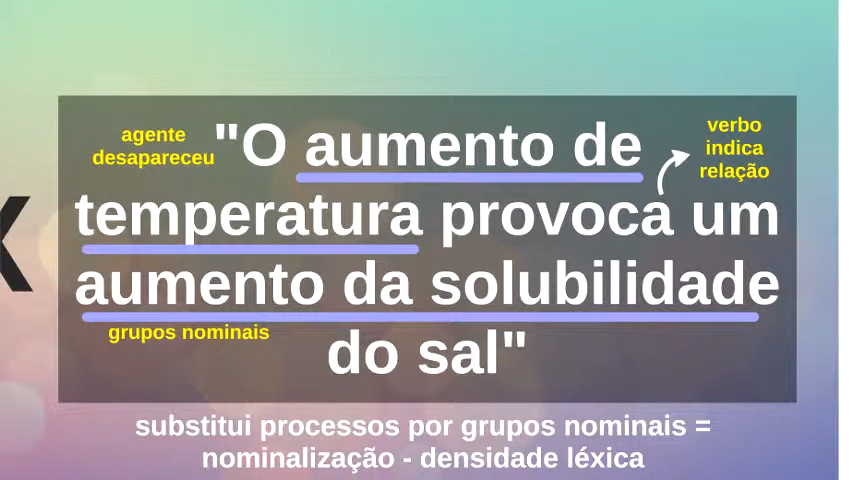 agente
desapareceu
"O aumento de
verbo
indica
relação
temperatura provoca um
aumento da solubilidade
grupos nominais
do sal"
substitui processos por grupos nominais =
nominalização - densidade léxica